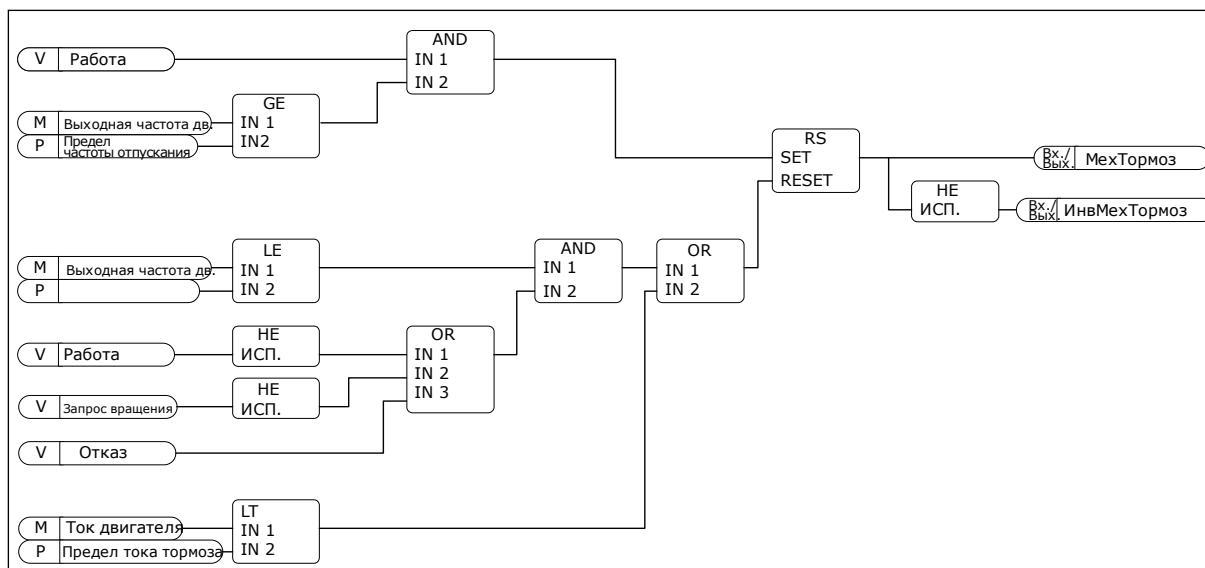 AND
V Работа
IN 1
IN 2
GE
M Выходная частота дв.
IN 1
P Предел
частоты отпускания
IN2
RS
SET
RESET
Вх./
Вых. МехТормоз
НЕ
ИСП.
Вх./
Вых. ИнвМехТормоз
LE
M Выходная частота дв.
IN 1
P
IN 2
AND
IN 1
IN 2
OR
IN 1
IN 2
V Работа
НЕ
ИСП.
OR
IN 1
IN 2
IN 3
V Запрос вращения
НЕ
ИСП.
V Отказ
LT
M Ток двигателя
IN 1
P Предел тока тормоза
IN 2